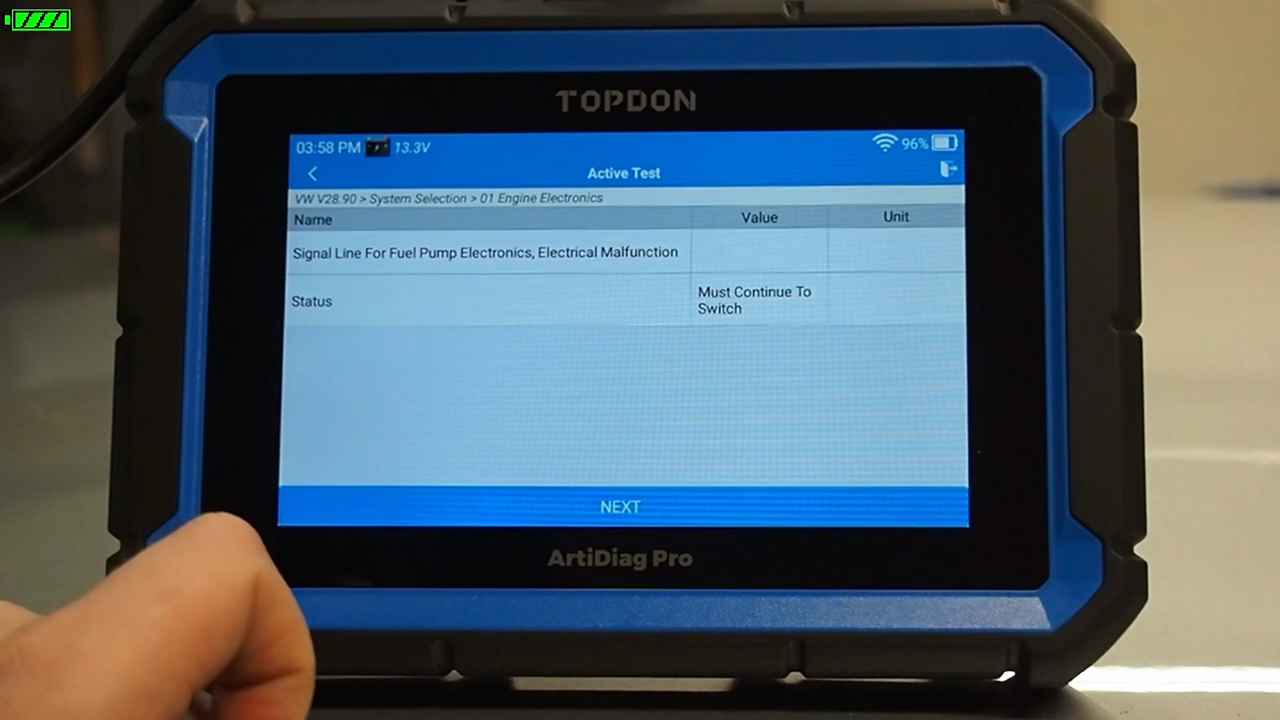 TOPDON
03:58 PM 13.3V 96%
Active Test
VW V28.90 > System Selection > 01 Engine Electronics
Name Value Unit
Signal Line For Fuel Pump Electronics, Electrical Malfunction
Status Must Continue To
Switch
NEXT
ArtiDiag Pro